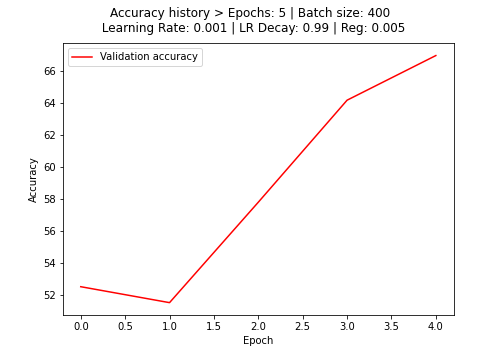 Accuracy history > Epochs: 5 | Batch size: 400
Learning Rate: 0.001 | LR Decay: 0.99 | Reg: 0.005
Validation accuracy
Accuracy
66
64
62
60
58
56
54
52
0.0 0.5 1.0 1.5 2.0 2.5 3.0 3.5 4.0
Epoch